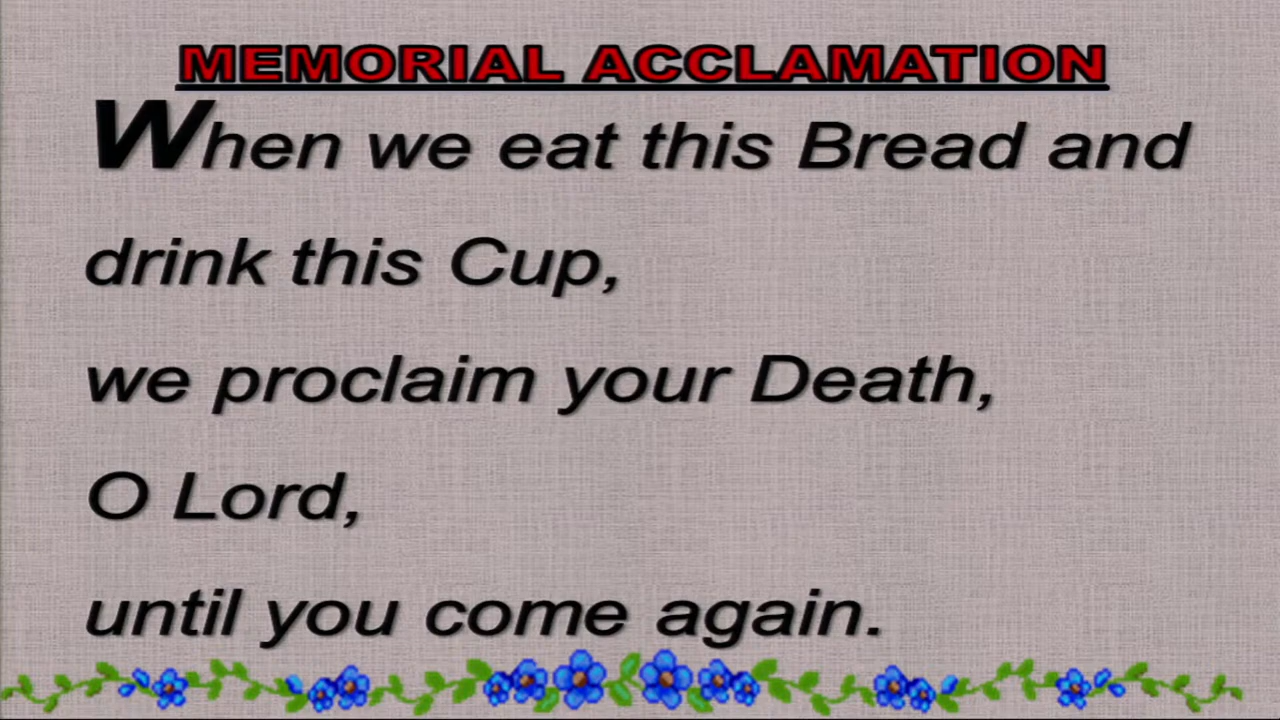 MEMORIAL ACCLAMATION
When we eat this Bread and
drink this Cup,
we proclaim your Death,
O Lord,
until you come again.